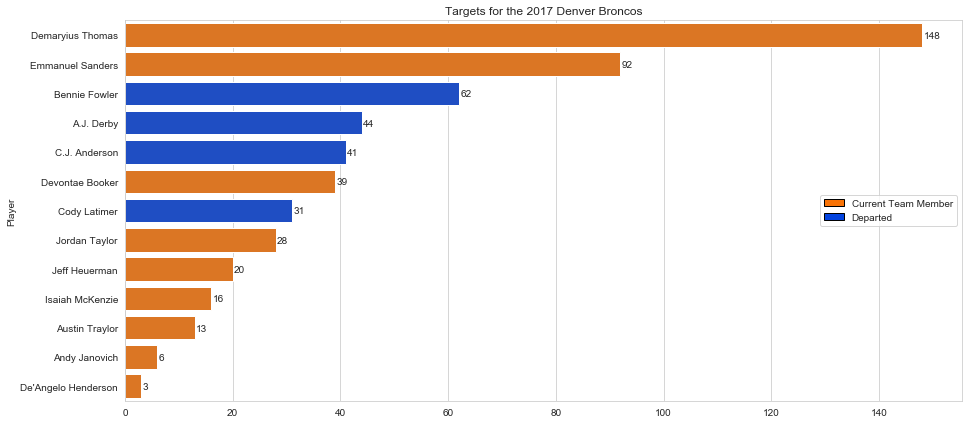 Targets for the 2017 Denver Broncos
Player
Demaryius Thomas 148
Emmanuel Sanders 92
Bennie Fowler 62
A.J. Derby 44
C.J. Anderson 41
Devontae Booker 39
Cody Latimer 31
Jordan Taylor 28
Jeff Heuerman 20
Isaiah McKenzie 16
Austin Traylor 13
Andy Janovich 6
De'Angelo Henderson 3
Current Team Member
Departed
0 20 40 60 80 100 120 140